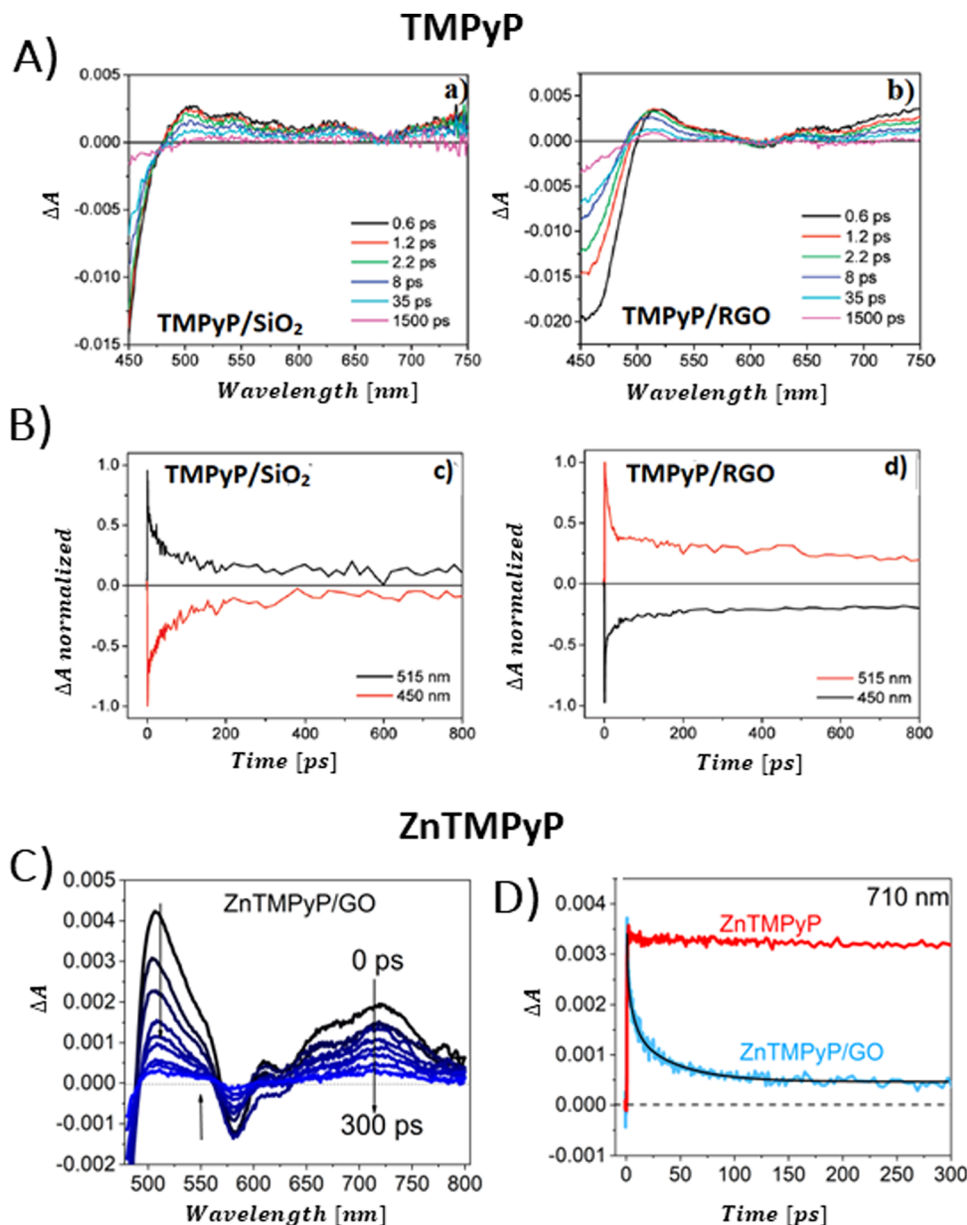 TMPyP
A)
a)
0.005
0.000
-0.005
-0.010
-0.015
ΔA
0.6 ps
1.2 ps
2.2 ps
8 ps
35 ps
1500 ps
TMPyP/SiO₂
450 500 550 600 650 700 750
Wavelength [nm]
b)
0.005
0.000
-0.005
-0.010
-0.015
-0.020
ΔA
0.6 ps
1.2 ps
2.2 ps
8 ps
35 ps
1500 ps
TMPyP/RGO
450 500 550 600 650 700 750
Wavelength [nm]
B)
TMPyP/SiO₂
c)
1.0
0.5
0.0
-0.5
-1.0
ΔA normalized
515 nm
450 nm
0 200 400 600 800
Time [ps]
TMPyP/RGO
d)
1.0
0.5
0.0
-0.5
-1.0
ΔA normalized
515 nm
450 nm
0 200 400 600 800
Time [ps]
ZnTMPyP
C)
0.005
0.004
0.003
0.002
0.001
0.000
-0.001
-0.002
ΔA
ZnTMPyP/GO
0 ps
300 ps
500 550 600 650 700 750 800
Wavelength [nm]
D)
0.004
0.003
0.002
0.001
0.000
-0.001
ΔA
710 nm
ZnTMPyP
ZnTMPyP/GO
0 50 100 150 200 250 300
Time [ps]